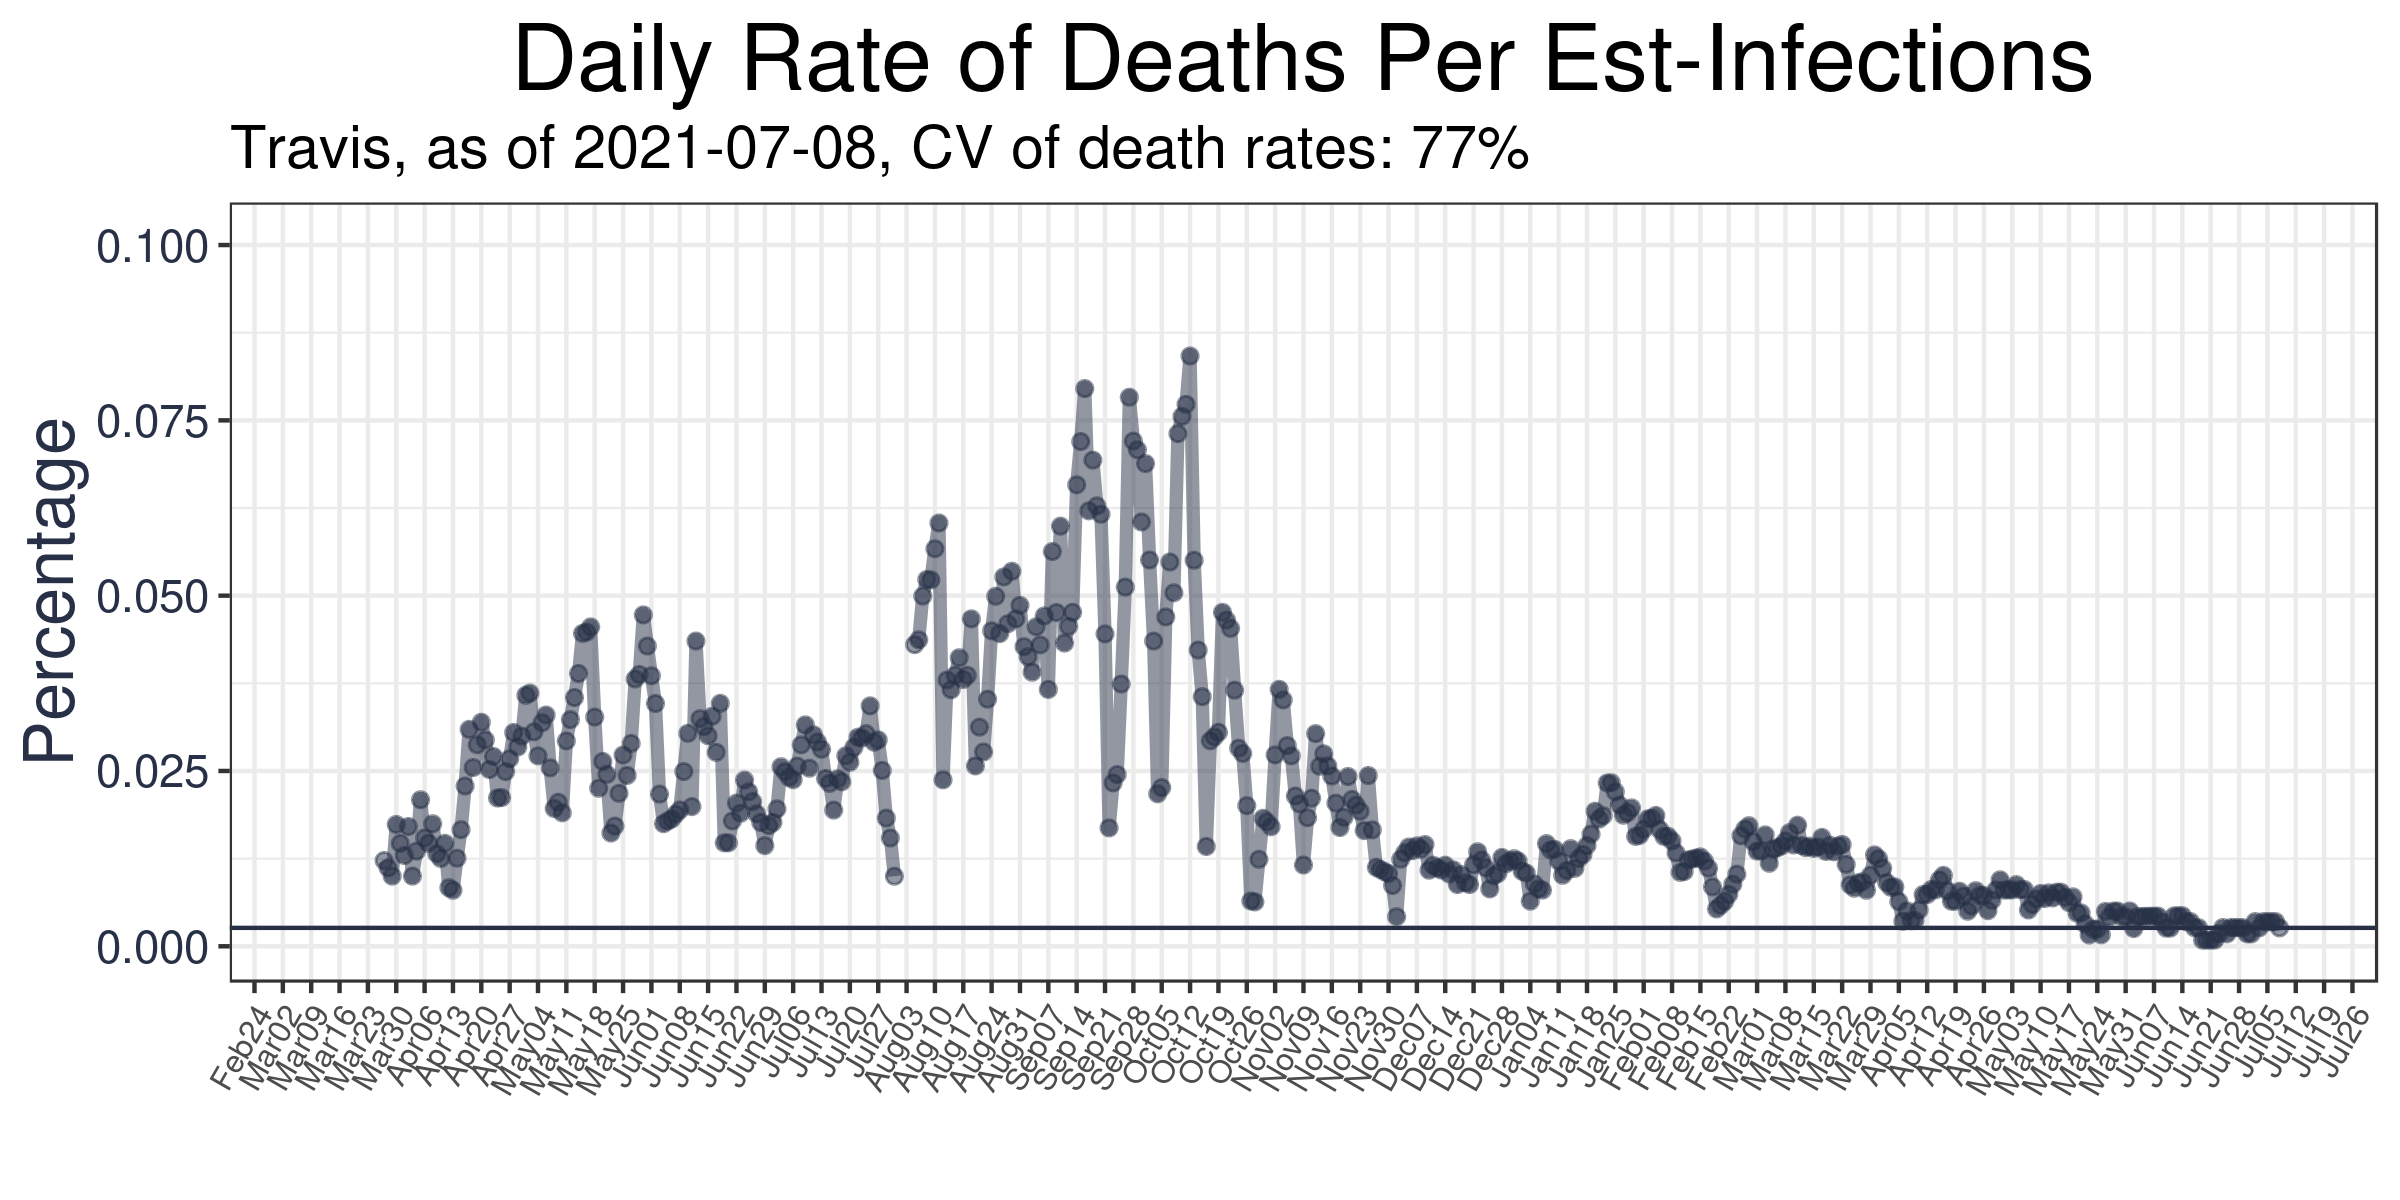 Daily Rate of Deaths Per Est-Infections
Travis, as of 2021-07-08, CV of death rates: 77%
Percentage
0.100
0.075
0.050
0.025
0.000
Feb24
Mar02
Mar09
Mar16
Mar23
Mar30
Apr06
Apr13
Apr20
Apr27
May04
May11
May18
May25
Jun01
Jun08
Jun15
Jun22
Jun29
Jul06
Jul13
Jul20
Jul27
Aug03
Aug10
Aug17
Aug24
Aug31
Sep07
Sep14
Sep21
Sep28
Oct05
Oct12
Oct19
Oct26
Nov02
Nov09
Nov16
Nov23
Nov30
Dec07
Dec14
Dec21
Dec28
Jan04
Jan11
Jan18
Jan25
Feb01
Feb08
Feb15
Feb22
Mar01
Mar08
Mar15
Mar22
Mar29
Apr05
Apr12
Apr19
Apr26
May03
May10
May17
May24
May31
Jun07
Jun14
Jun21
Jun28
Jul05
Jul12
Jul19
Jul26